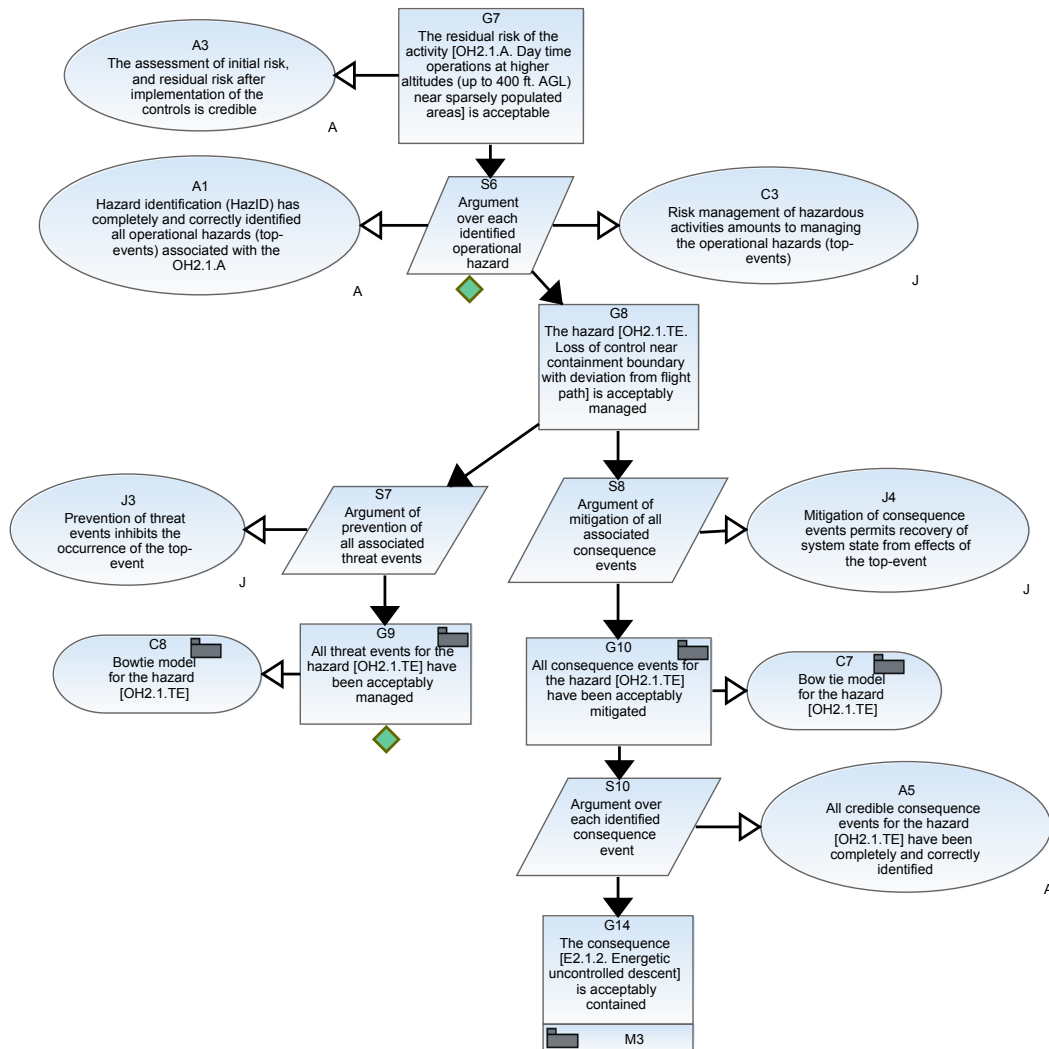 G7
The residual risk of the
activity [OH2.1.A. Day time
operations at higher
altitudes (up to 400 ft. AGL)
near sparsely populated
areas] is acceptable
A3
The assessment of initial risk,
and residual risk after
implementation of the
controls is credible
A
A1
Hazard identification (HazID) has
completely and correctly identified
all operational hazards (top-
events) associated with the
OH2.1.A
A
S6
Argument
over each
identified
operational
hazard
C3
Risk management of hazardous
activities amounts to managing
the operational hazards (top-
events)
J
G8
The hazard [OH2.1.TE.
Loss of control near
containment boundary
with deviation from flight
path] is acceptably
managed
J3
Prevention of threat
events inhibits the
occurrence of the top-
event
J
S7
Argument of
prevention of
all associated
threat events
S8
Argument of
mitigation of all
associated
consequence
events
J4
Mitigation of consequence
events permits recovery of
system state from effects of
the top-event
J
C8
Bowtie model
for the hazard
[OH2.1.TE]
G9
All threat events for the
hazard [OH2.1.TE] have
been acceptably
managed
G10
All consequence events for
the hazard [OH2.1.TE]
have been acceptably
mitigated
C7
Bow tie model
for the hazard
[OH2.1.TE]
S10
Argument over
each identified
consequence
event
A5
All credible consequence
events for the hazard
[OH2.1.TE] have been
completely and correctly
identified
A
G14
The consequence
[E2.1.2. Energetic
uncontrolled descent]
is acceptably
contained
M3